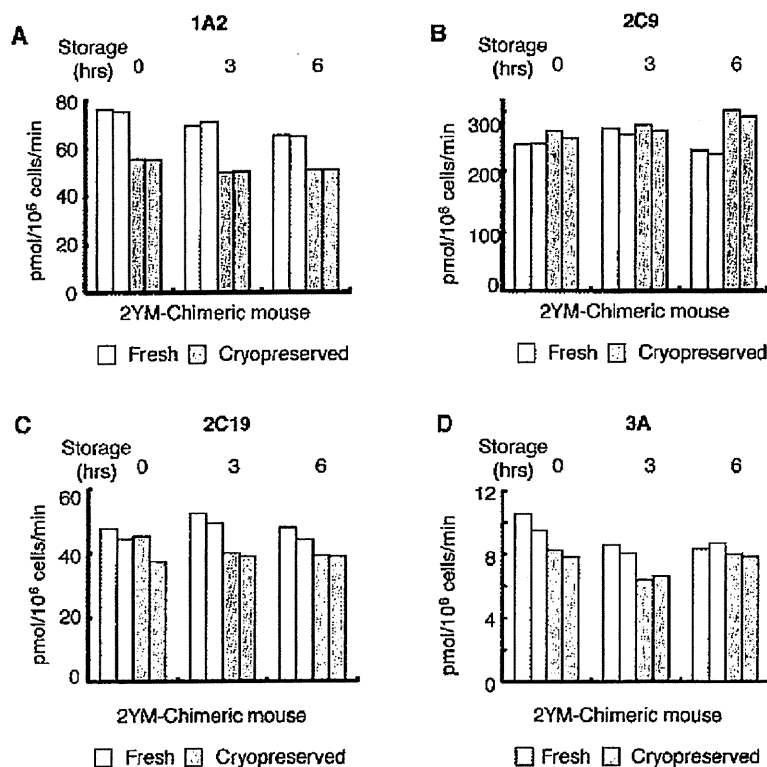 A
1A2
Storage
(hrs) 0 3 6
80
60
40
20
0
pmol/10⁶ cells/min
2YM-Chimeric mouse
Fresh Cryopreserved
B
2C9
Storage
(hrs) 0 3 6
300
200
100
0
pmol/10⁶ cells/min
2YM-Chimeric mouse
Fresh Cryopreserved
C
2C19
Storage
(hrs) 0 3 6
60
40
20
0
pmol/10⁶ cells/min
2YM-Chimeric mouse
Fresh Cryopreserved
D
3A
Storage
(hrs) 0 3 6
12
8
4
0
pmol/10⁶ cells/min
2YM-Chimeric mouse
Fresh Cryopreserved